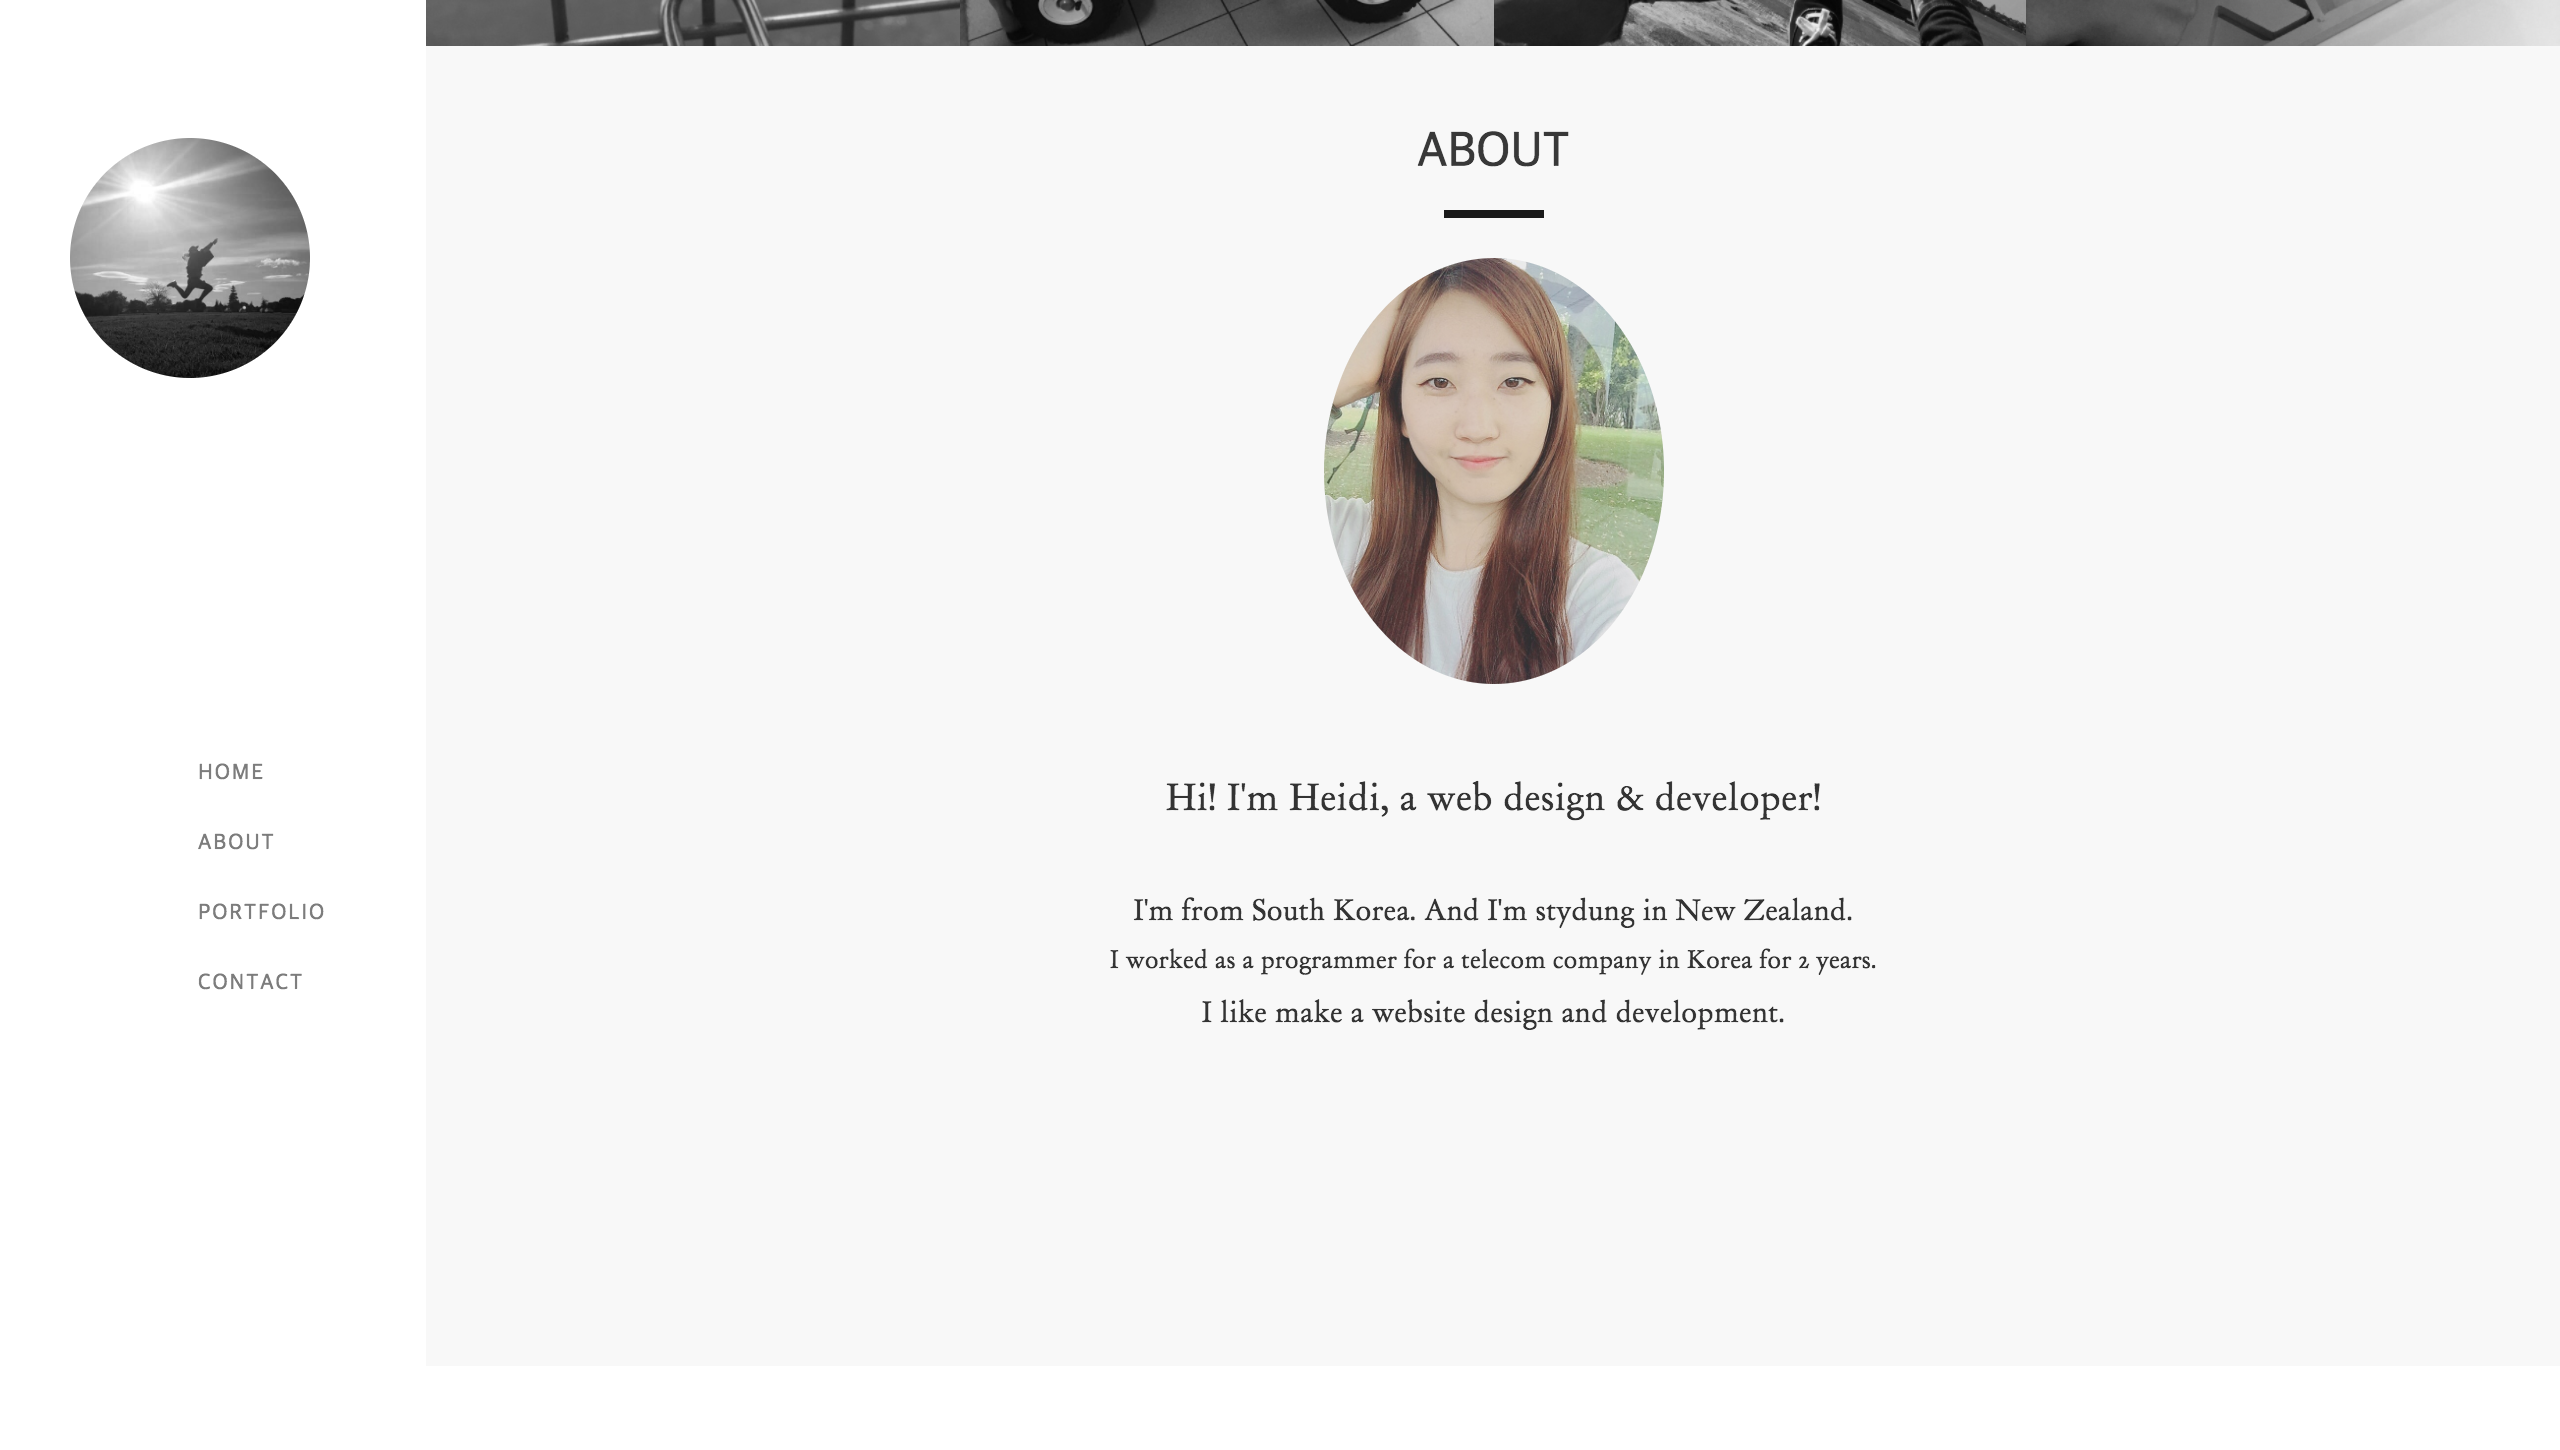 HOME
ABOUT
PORTFOLIO
CONTACT
ABOUT
Hi! I'm Heidi, a web design & developer!
I'm from South Korea. And I'm stydung in New Zealand.
I worked as a programmer for a telecom company in Korea for 2 years.
I like make a website design and development.